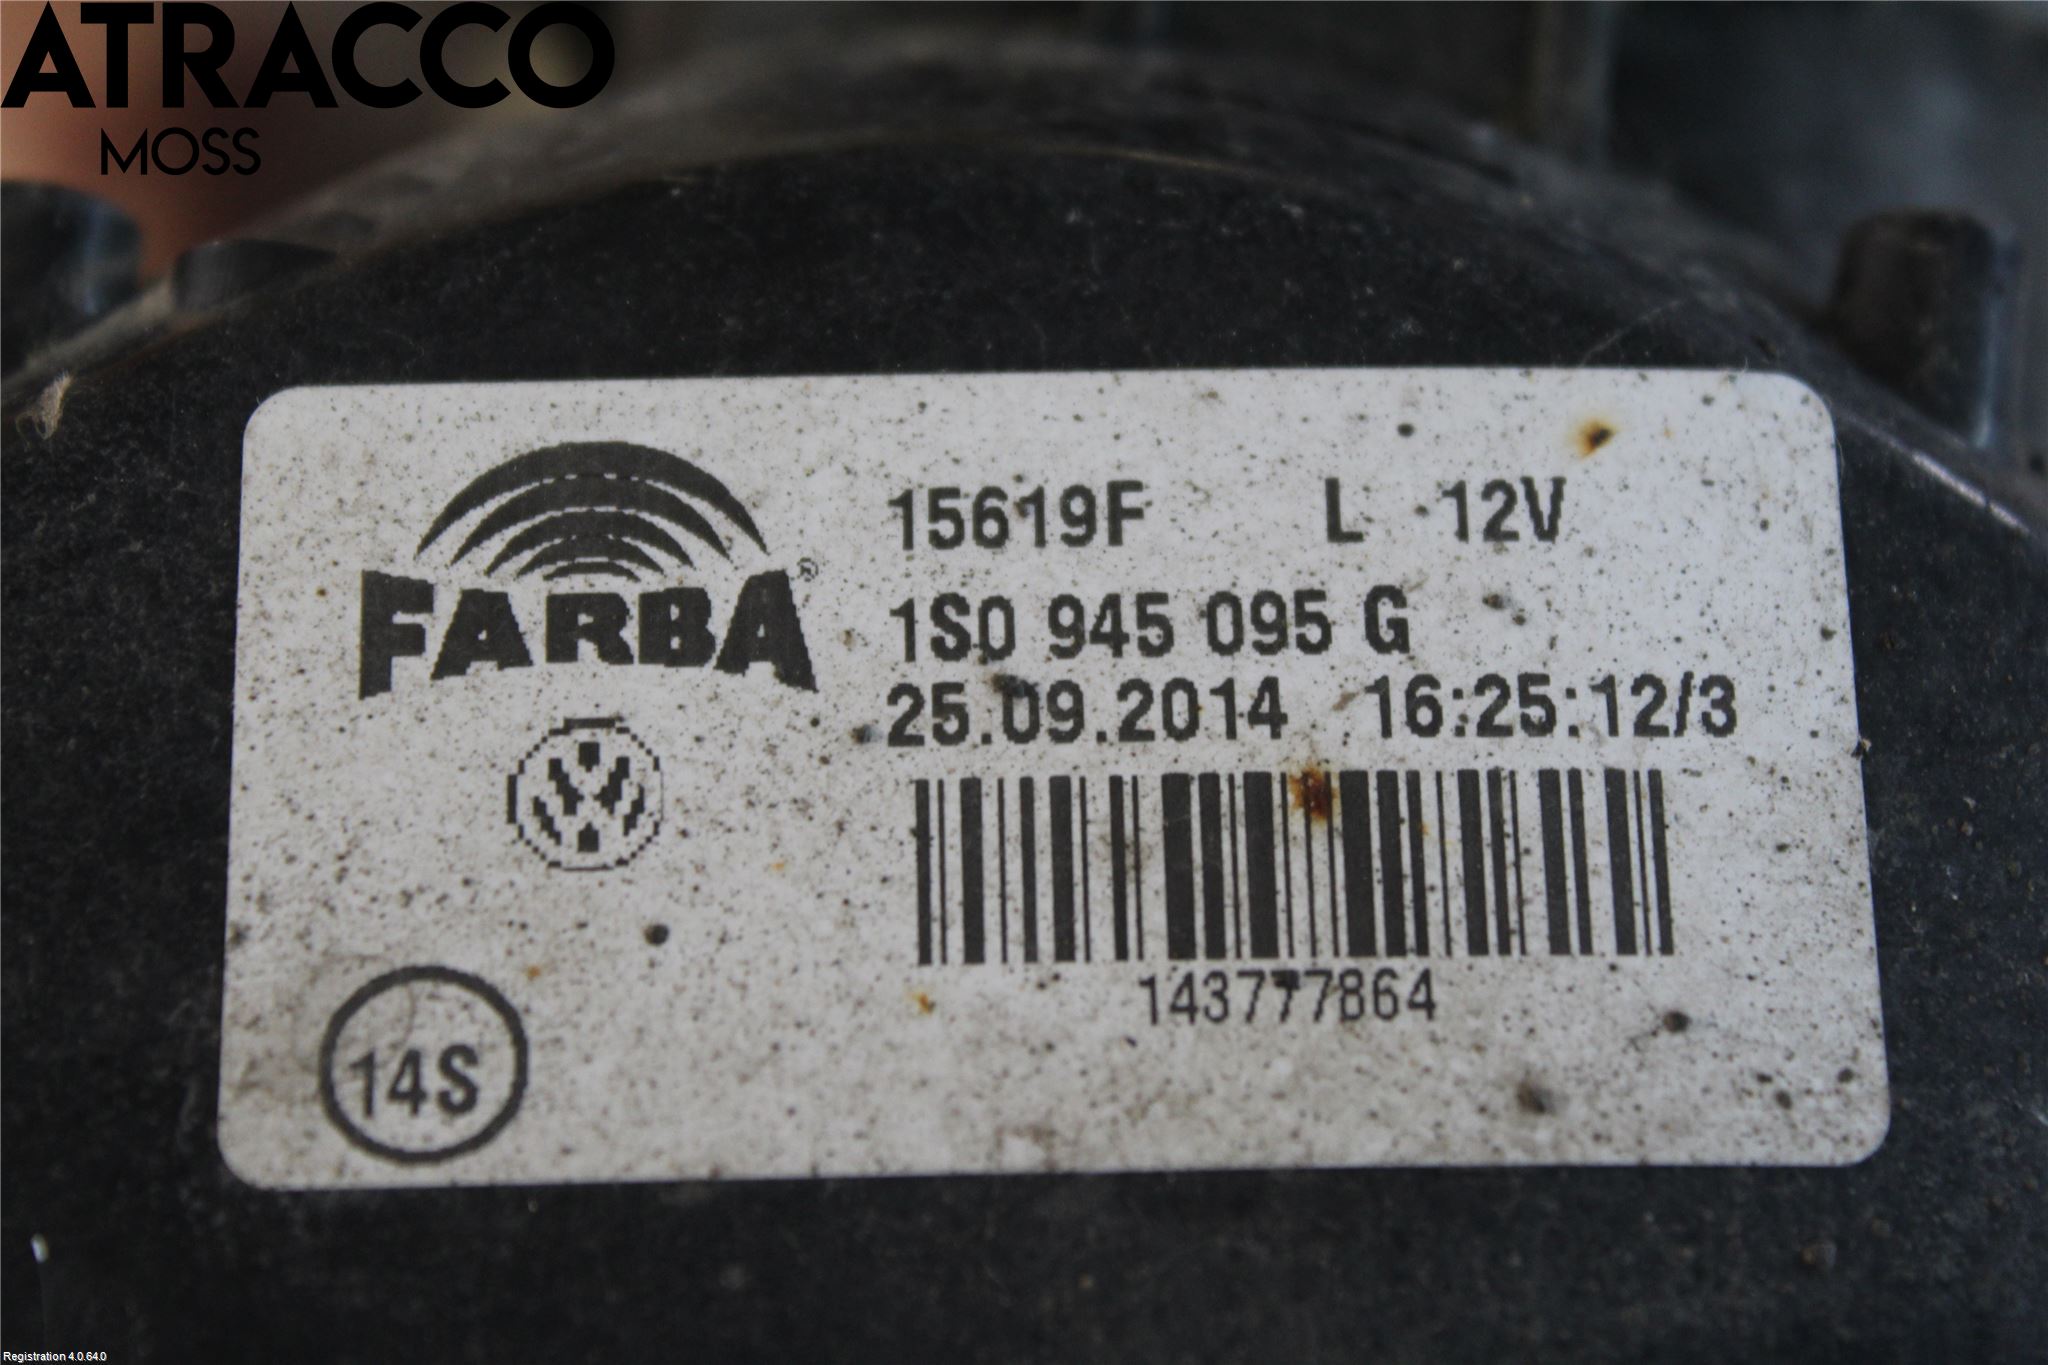 ATRACCO
MOSS
FARBA®
15619F L 12V
1S0 945 095 G
25.09.2014 16:25:12/3
143777864
14S
Registration 4.0.64.0